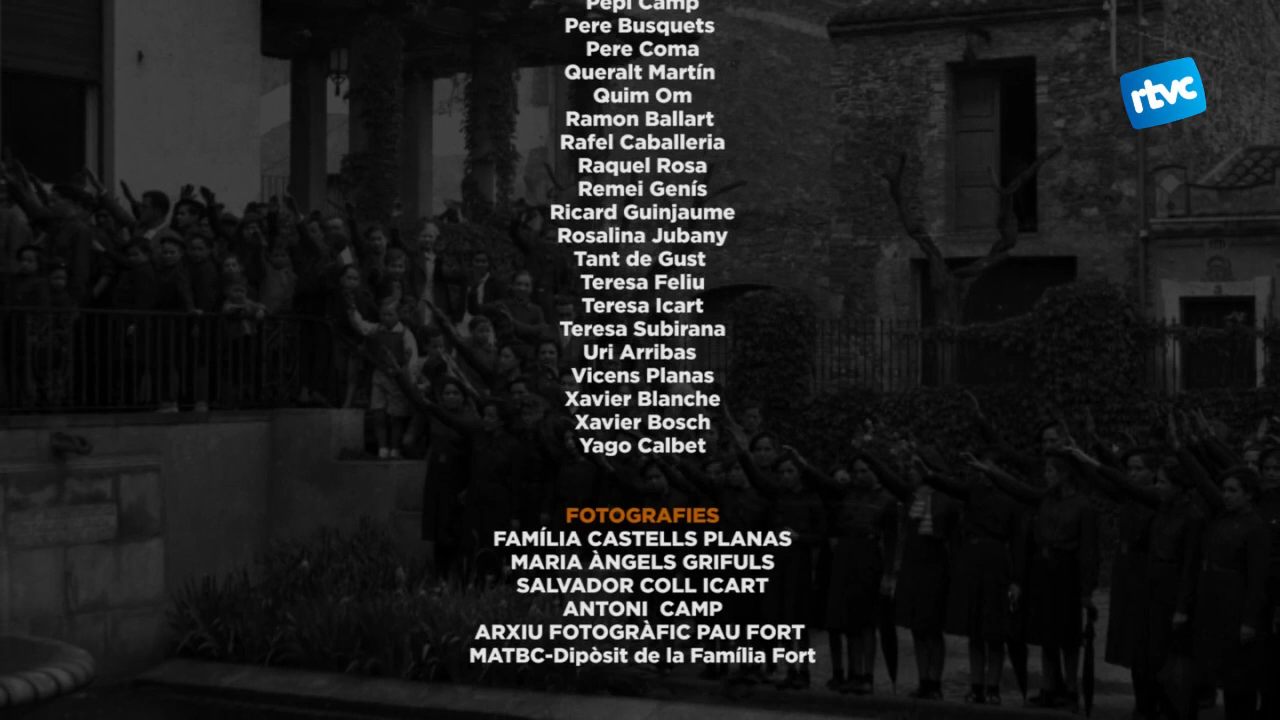 Pepi Camp
Pere Busquets
Pere Coma
Queralt Martín
Quim Om
Ramon Ballart
Rafel Caballeria
Raquel Rosa
Remei Genís
Ricard Guinjaume
Rosalina Jubany
Tant de Gust
Teresa Feliu
Teresa Icart
Teresa Subirana
Uri Arribas
Vicens Planas
Xavier Blanche
Xavier Bosch
Yago Calbet
FOTOGRAFIES
FAMÍLIA CASTELLS PLANAS
MARIA ÀNGELS GRIFULS
SALVADOR COLL ICART
ANTONI CAMP
ARXIU FOTOGRÀFIC PAU FORT
MATBC-Dipòsit de la Família Fort
rtvc